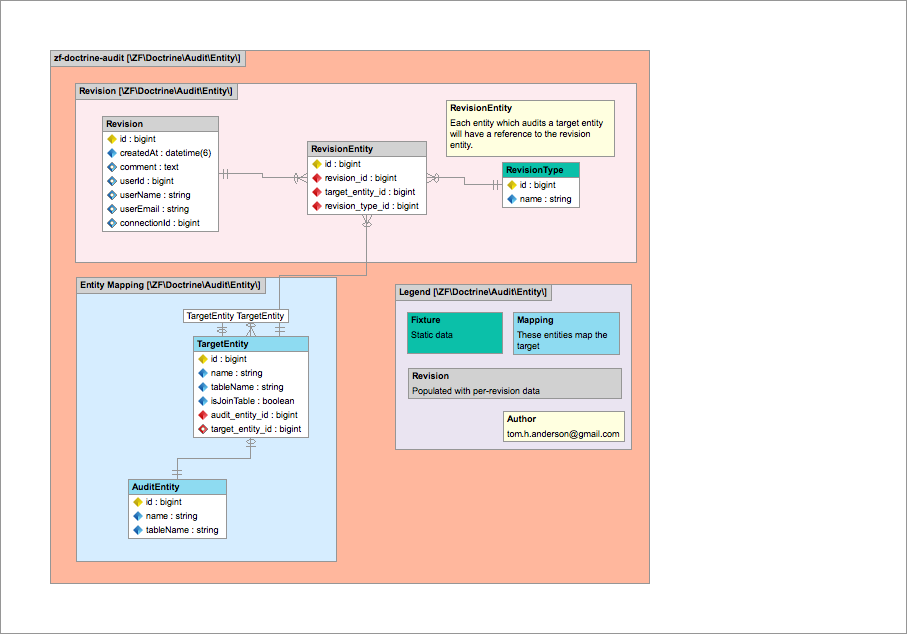 zf-doctrine-audit [\ZF\Doctrine\Audit\Entity\]
Revision [\ZF\Doctrine\Audit\Entity\]
Revision
id : bigint
createdAt : datetime(6)
comment : text
userId : bigint
userName : string
userEmail : string
connectionId : bigint
RevisionEntity
id : bigint
revision_id : bigint
target_entity_id : bigint
revision_type_id : bigint
RevisionEntity
Each entity which audits a target entity
will have a reference to the revision
entity.
RevisionType
id : bigint
name : string
Entity Mapping [\ZF\Doctrine\Audit\Entity\]
TargetEntity TargetEntity
TargetEntity
id : bigint
name : string
tableName : string
isJoinTable : boolean
audit_entity_id : bigint
target_entity_id : bigint
AuditEntity
id : bigint
name : string
tableName : string
Legend [\ZF\Doctrine\Audit\Entity\]
Fixture
Static data
Mapping
These entities map the
target
Revision
Populated with per-revision data
Author
tom.h.anderson@gmail.com